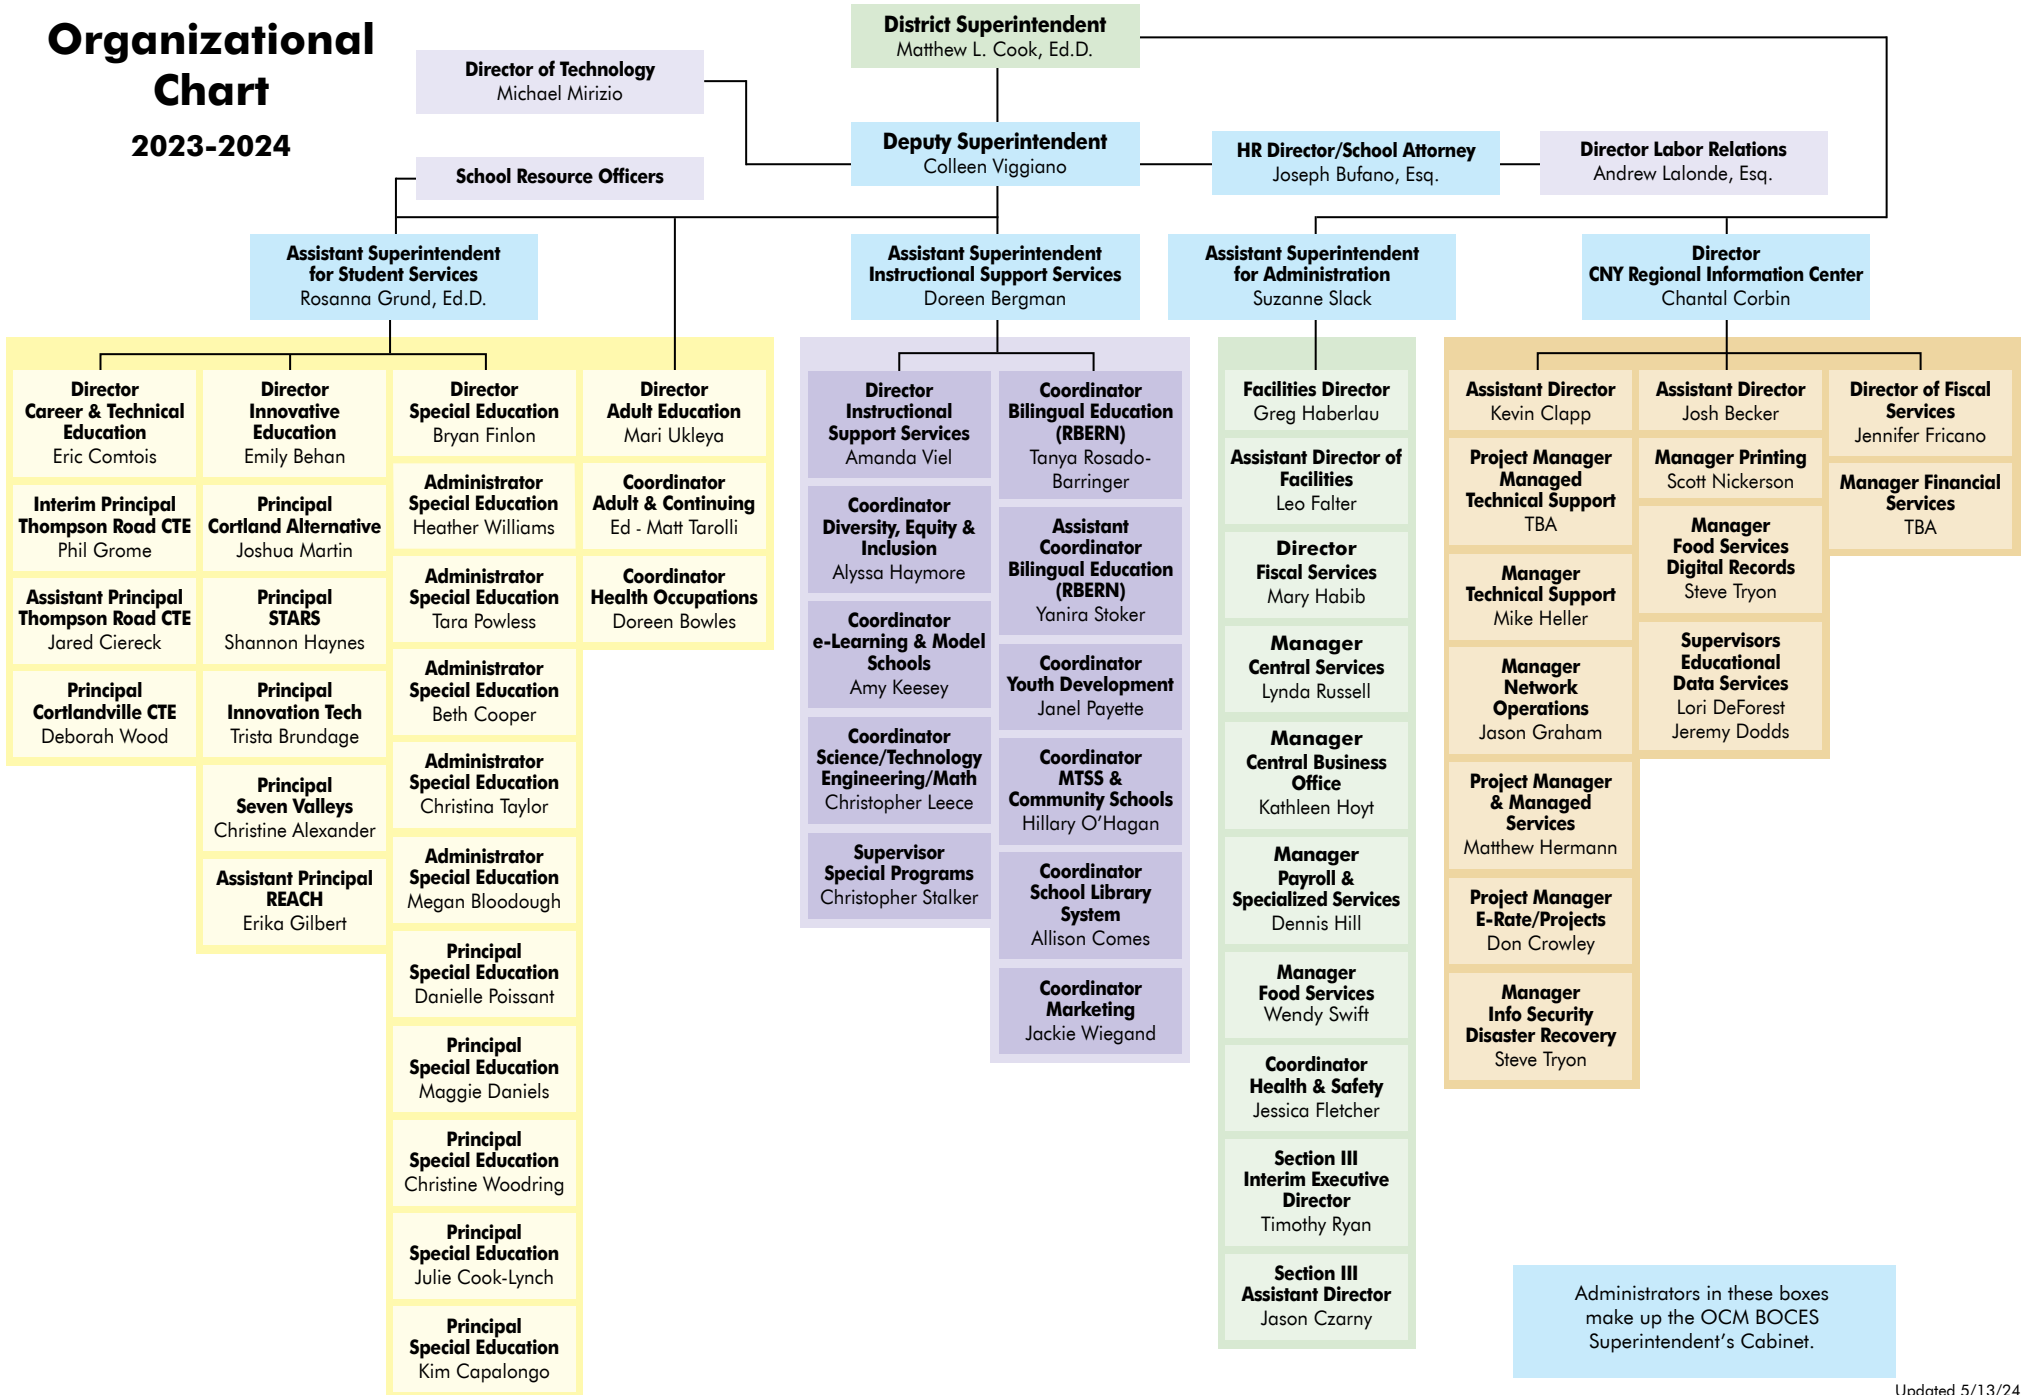 Organizational
Chart
2023-2024
District Superintendent
Matthew L. Cook, Ed.D.
Director of Technology
Michael Mirizio
Deputy Superintendent
Colleen Viggiano
HR Director/School Attorney
Joseph Bufano, Esq.
Director Labor Relations
Andrew Lalonde, Esq.
School Resource Officers
Assistant Superintendent
for Student Services
Rosanna Grund, Ed.D.
Assistant Superintendent
Instructional Support Services
Doreen Bergman
Assistant Superintendent
for Administration
Suzanne Slack
Director
CNY Regional Information Center
Chantal Corbin
Director
Career & Technical
Education
Eric Comtois
Interim Principal
Thompson Road CTE
Phil Grome
Assistant Principal
Thompson Road CTE
Jared Ciereck
Principal
Cortlandville CTE
Deborah Wood
Director
Innovative
Education
Emily Behan
Principal
Cortland Alternative
Joshua Martin
Principal
STARS
Shannon Haynes
Principal
Innovation Tech
Trista Brundage
Principal
Seven Valleys
Christine Alexander
Assistant Principal
REACH
Erika Gilbert
Director
Special Education
Bryan Finlon
Administrator
Special Education
Heather Williams
Administrator
Special Education
Tara Powless
Administrator
Special Education
Beth Cooper
Administrator
Special Education
Christina Taylor
Administrator
Special Education
Megan Bloodough
Principal
Special Education
Danielle Poissant
Principal
Special Education
Maggie Daniels
Principal
Special Education
Christine Woodring
Principal
Special Education
Julie Cook-Lynch
Principal
Special Education
Kim Capalongo
Director
Adult Education
Mari Ukleya
Coordinator
Adult & Continuing
Ed - Matt Tarolli
Coordinator
Health Occupations
Doreen Bowles
Director
Instructional
Support Services
Amanda Viel
Coordinator
Diversity, Equity &
Inclusion
Alyssa Haymore
Coordinator
e-Learning & Model
Schools
Amy Keesey
Coordinator
Science/Technology
Engineering/Math
Christopher Leece
Supervisor
Special Programs
Christopher Stalker
Coordinator
Bilingual Education
(RBERN)
Tanya Rosado-
Barringer
Assistant
Coordinator
Bilingual Education
(RBERN)
Yanira Stoker
Coordinator
Youth Development
Janel Payette
Coordinator
MTSS &
Community Schools
Hillary O’Hagan
Coordinator
School Library
System
Allison Comes
Coordinator
Marketing
Jackie Wiegand
Facilities Director
Greg Haberlau
Assistant Director of
Facilities
Leo Falter
Director
Fiscal Services
Mary Habib
Manager
Central Services
Lynda Russell
Manager
Central Business
Office
Kathleen Hoyt
Manager
Payroll &
Specialized Services
Dennis Hill
Manager
Food Services
Wendy Swift
Coordinator
Health & Safety
Jessica Fletcher
Section III
Interim Executive
Director
Timothy Ryan
Section III
Assistant Director
Jason Czarny
Assistant Director
Kevin Clapp
Project Manager
Managed
Technical Support
TBA
Manager
Technical Support
Mike Heller
Manager
Network
Operations
Jason Graham
Project Manager
& Managed
Services
Matthew Hermann
Project Manager
E-Rate/Projects
Don Crowley
Manager
Info Security
Disaster Recovery
Steve Tryon
Assistant Director
Josh Becker
Manager Printing
Scott Nickerson
Manager
Food Services
Digital Records
Steve Tryon
Supervisors
Educational
Data Services
Lori DeForest
Jeremy Dodds
Director of Fiscal
Services
Jennifer Fricano
Manager Financial
Services
TBA
Administrators in these boxes
make up the OCM BOCES
Superintendent’s Cabinet.
Updated 5/13/24